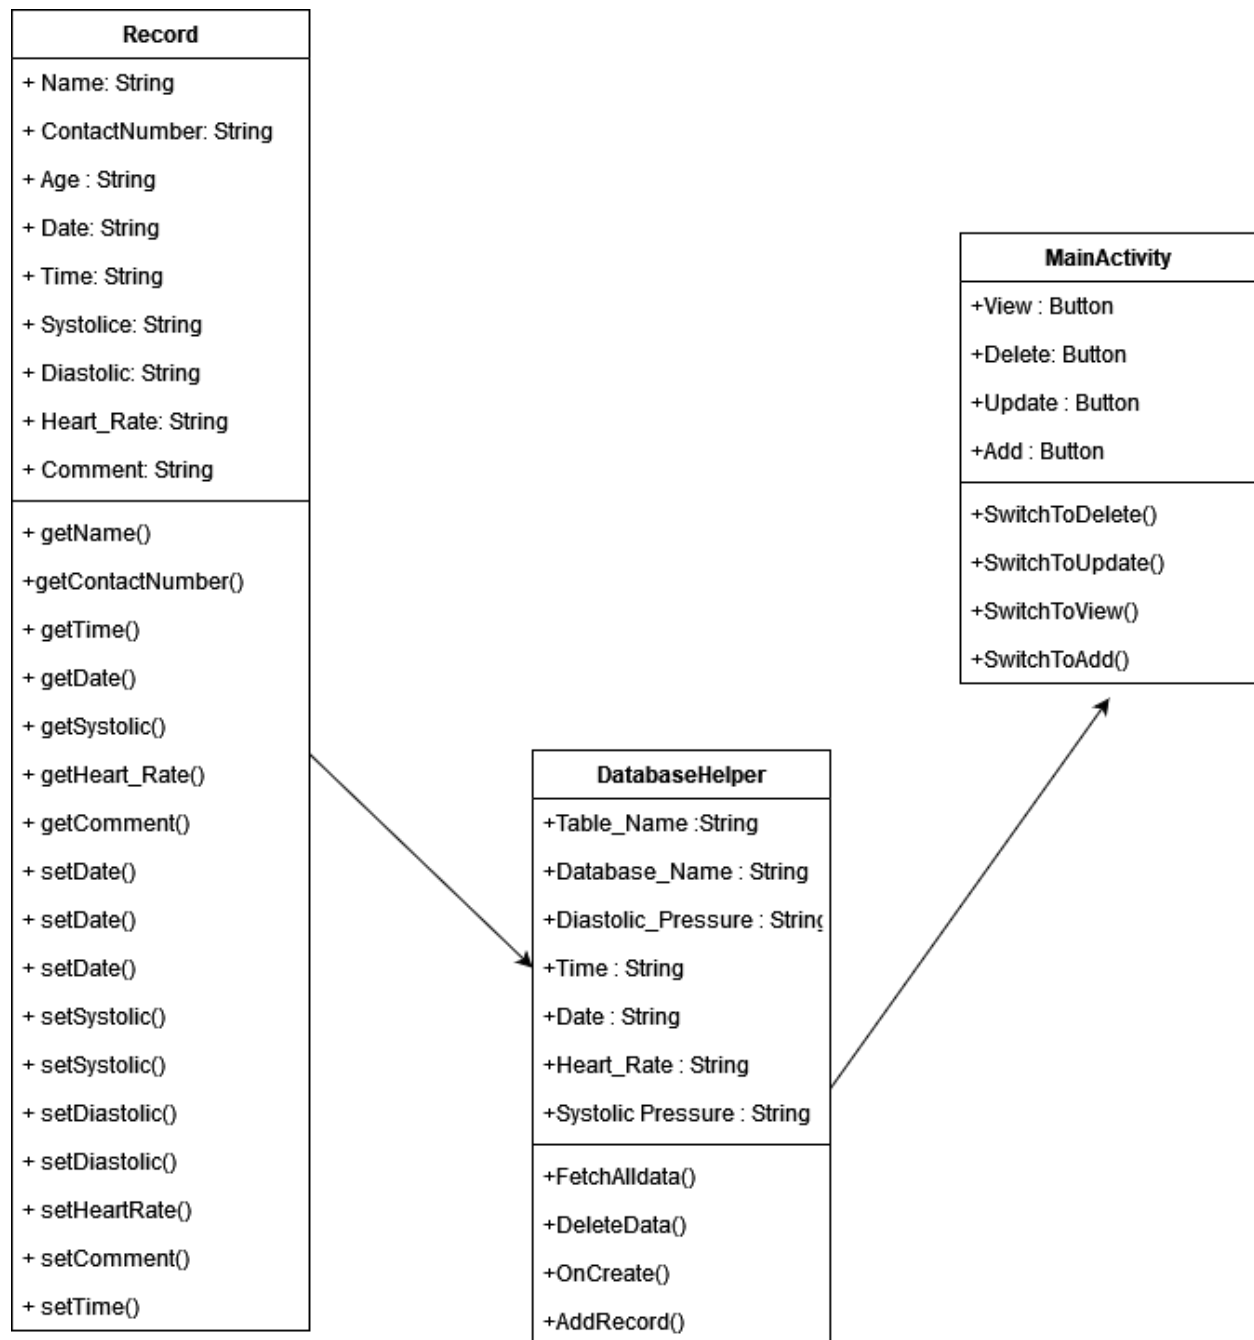 Record
+ Name: String
+ ContactNumber: String
+ Age : String
+ Date: String
+ Time: String
+ Systolice: String
+ Diastolic: String
+ Heart_Rate: String
+ Comment: String
+ getName()
+getContactNumber()
+ getTime()
+ getDate()
+ getSystolic()
+ getHeart_Rate()
+ getComment()
+ setDate()
+ setDate()
+ setDate()
+ setSystolic()
+ setSystolic()
+ setDiastolic()
+ setDiastolic()
+ setHeartRate()
+ setComment()
+ setTime()
DatabaseHelper
+Table_Name :String
+Database_Name : String
+Diastolic_Pressure : String
+Time : String
+Date : String
+Heart_Rate : String
+Systolic Pressure : String
+FetchAlldata()
+DeleteData()
+OnCreate()
+AddRecord()
MainActivity
+View : Button
+Delete: Button
+Update : Button
+Add : Button
+SwitchToDelete()
+SwitchToUpdate()
+SwitchToView()
+SwitchToAdd()